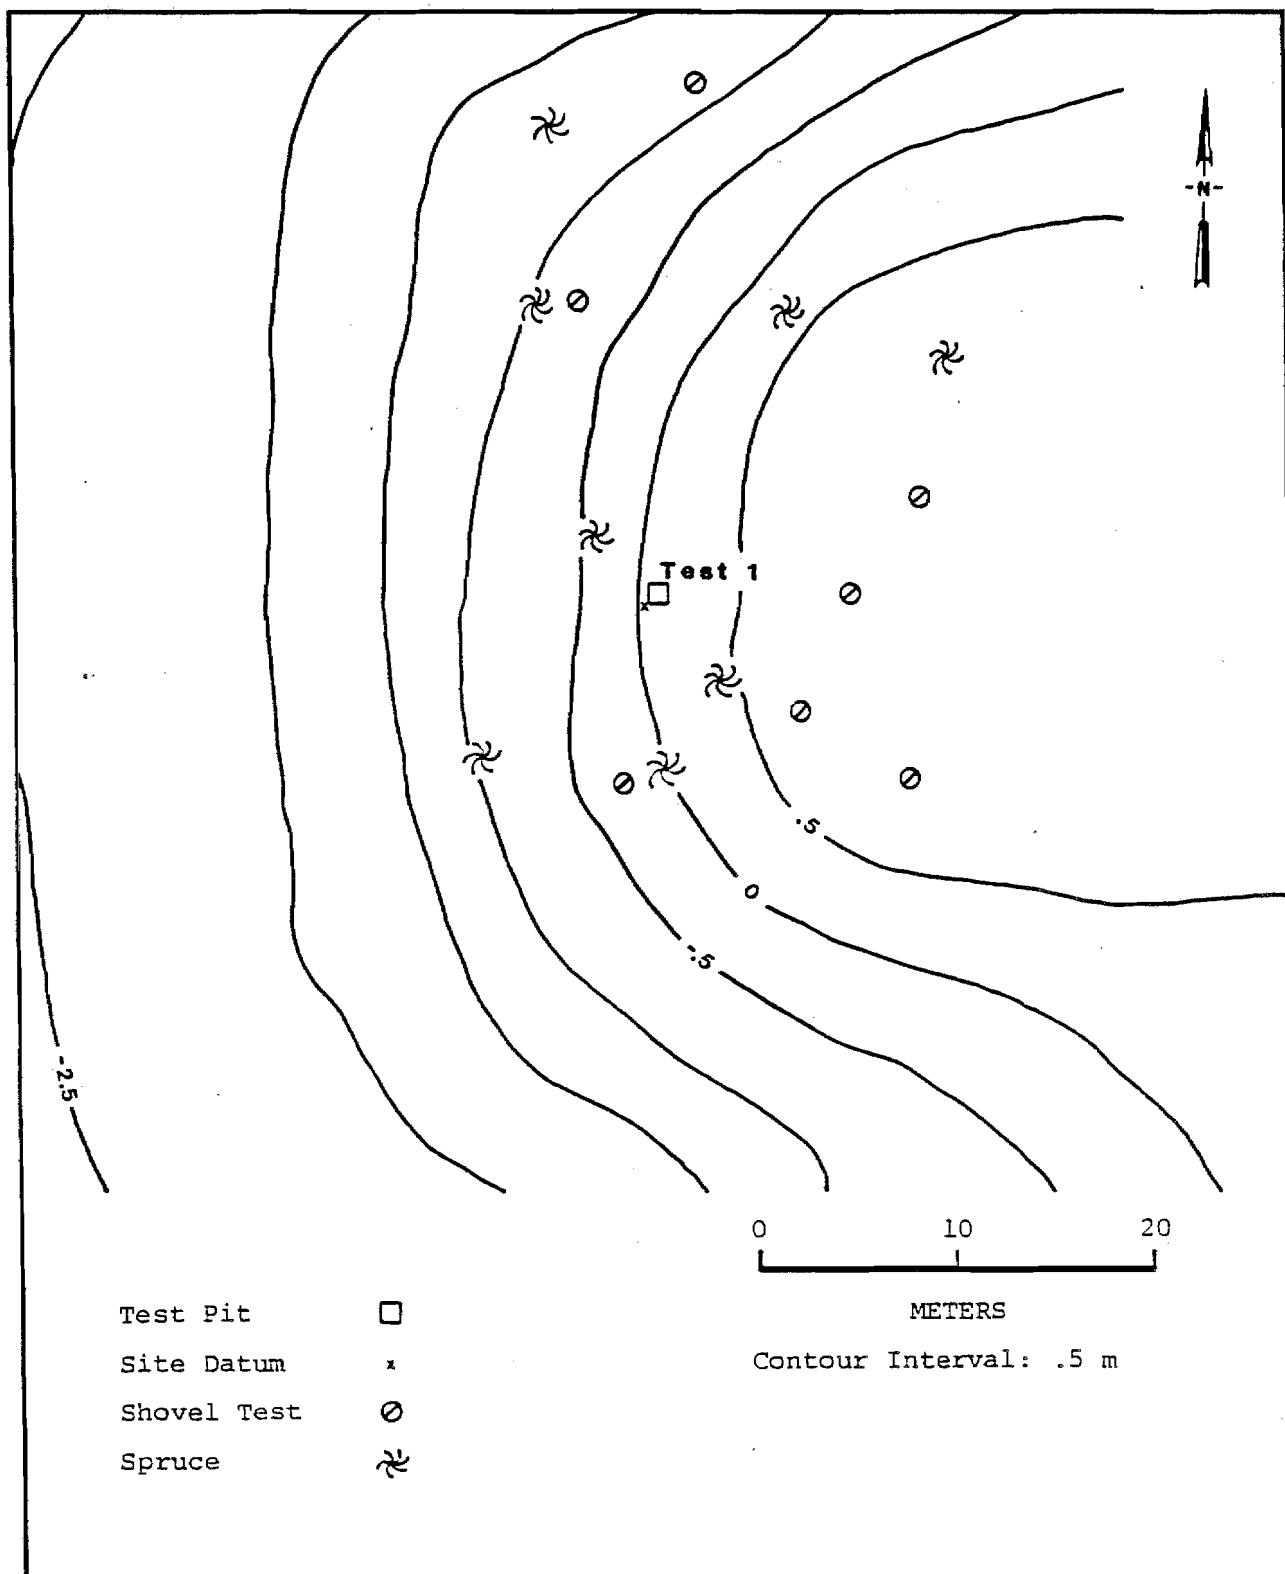 -N-
Test 1
.5
0
-.5
-2.5
0 10 20
METERS
Contour Interval: .5 m
Test Pit
Site Datum
Shovel Test
Spruce